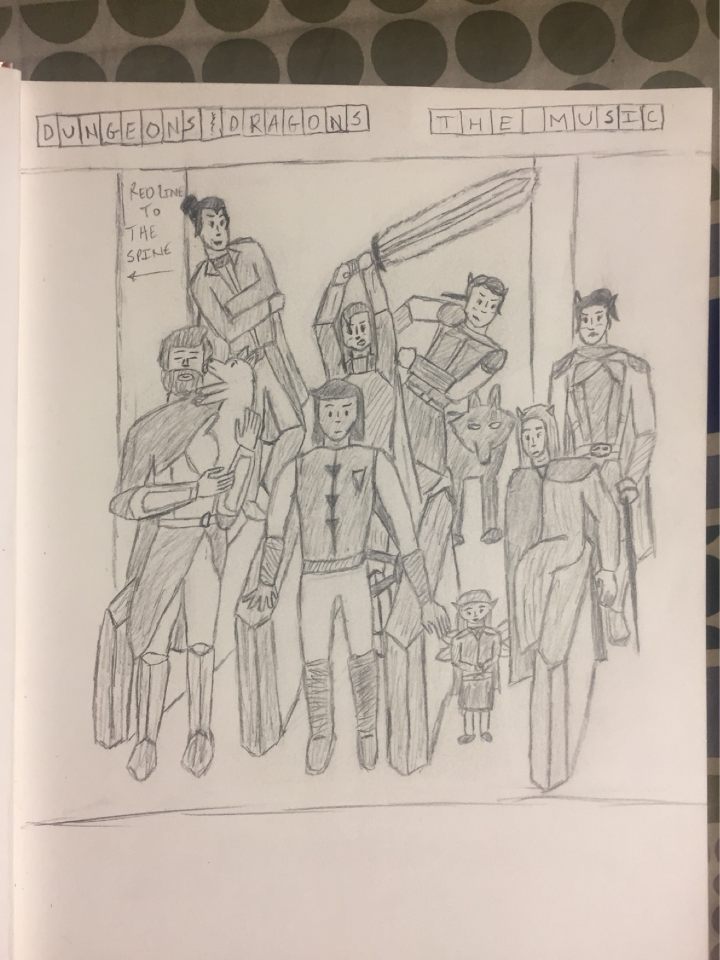 DUNGEONS & DRAGONS THE MUSIC
RED LINE
TO
THE
SPINE